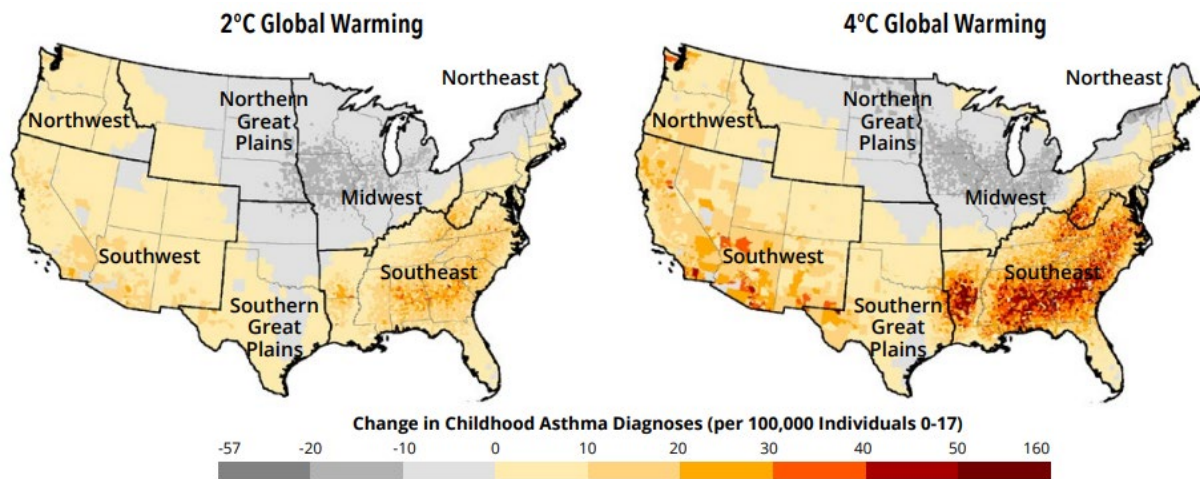 2°C Global Warming
4°C Global Warming
Northeast
Northwest
Northern
Great
Plains
Midwest
Southwest
Southeast
Southern
Great
Plains
Northeast
Northwest
Northern
Great
Plains
Midwest
Southwest
Southeast
Southern
Great
Plains
Change in Childhood Asthma Diagnoses (per 100,000 Individuals 0-17)
-57 -20 -10 0 10 20 30 40 50 160